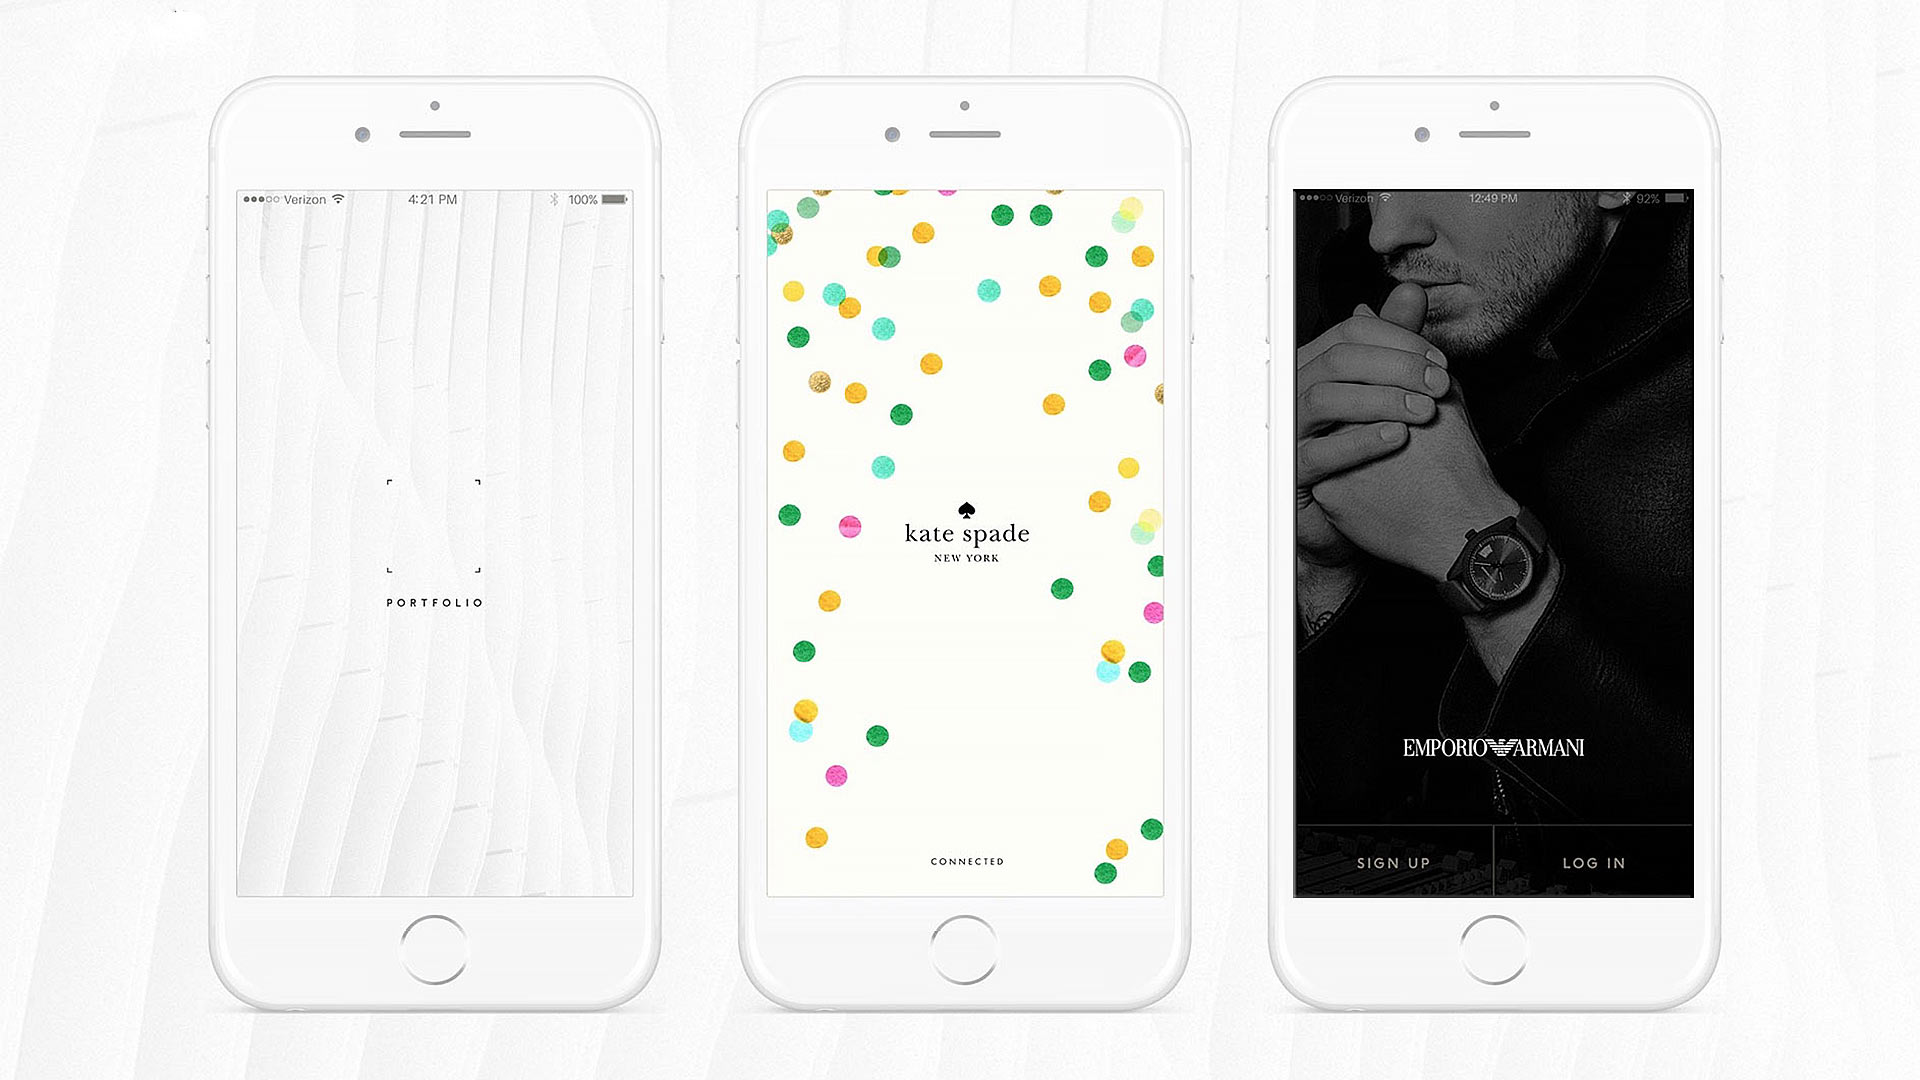 Verizon 4:21 PM 100%
PORTFOLIO
kate spade
NEW YORK
CONNECTED
Verizon 12:49 PM 92%
EMPORIO ARMANI
SIGN UP LOG IN